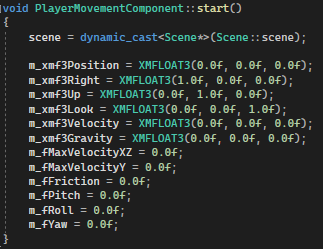 void PlayerMovementComponent::start()
{
scene = dynamic_cast<Scene*>(Scene::scene);
m_xmf3Position = XMFLOAT3(0.0f, 0.0f, 0.0f);
m_xmf3Right = XMFLOAT3(1.0f, 0.0f, 0.0f);
m_xmf3Up = XMFLOAT3(0.0f, 1.0f, 0.0f);
m_xmf3Look = XMFLOAT3(0.0f, 0.0f, 1.0f);
m_xmf3Velocity = XMFLOAT3(0.0f, 0.0f, 0.0f);
m_xmf3Gravity = XMFLOAT3(0.0f, 0.0f, 0.0f);
m_fMaxVelocityXZ = 0.0f;
m_fMaxVelocityY = 0.0f;
m_fFriction = 0.0f;
m_fPitch = 0.0f;
m_fRoll = 0.0f;
m_fYaw = 0.0f;
}